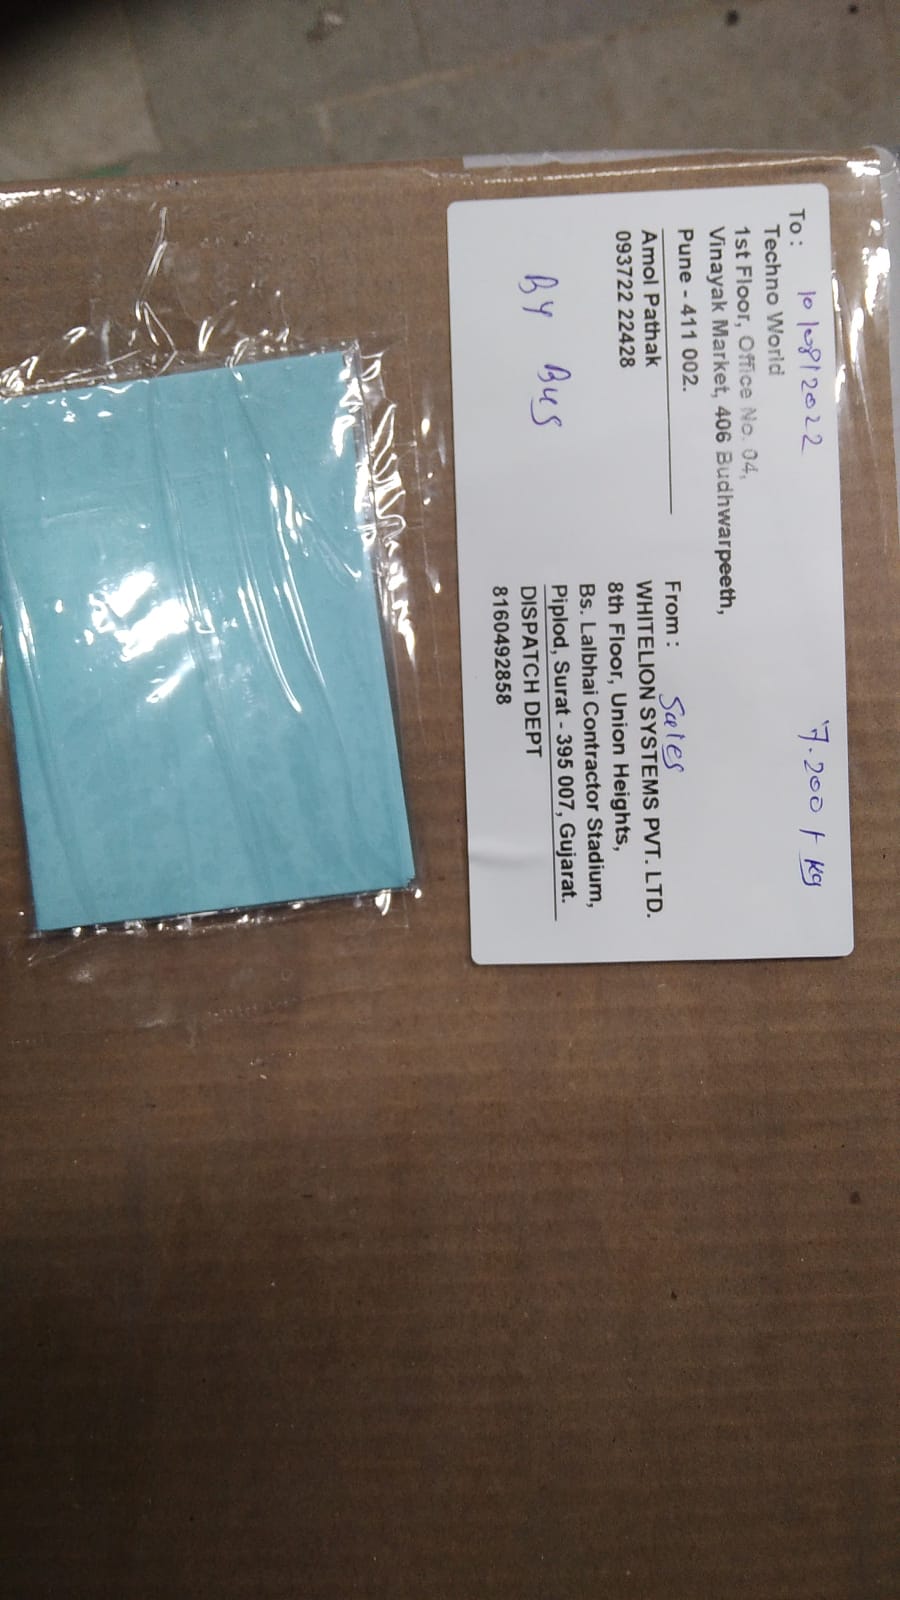 10/08/2022
7.200 + kg
To :
Techno World
1st Floor, Office No. 04,
Vinayak Market, 406 Budhwarpeeth,
Pune - 411 002.
Amol Pathak
093722 22428
By Bus
From : Sales
WHITELION SYSTEMS PVT. LTD.
8th Floor, Union Heights,
Bs. Lalbhai Contractor Stadium,
Piplod, Surat - 395 007, Gujarat.
DISPATCH DEPT
8160492858